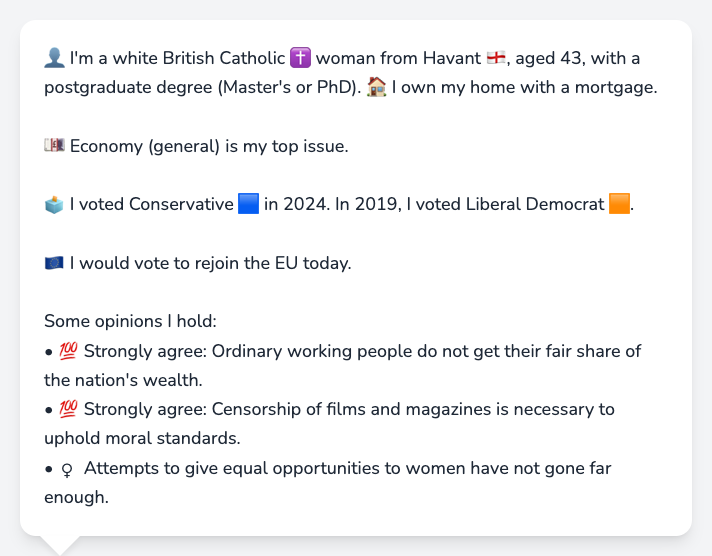 👤 I'm a white British Catholic ✝️ woman from Havant 🏴󠁧󠁢󠁥󠁮󠁧󠁿, aged 43, with a
postgraduate degree (Master's or PhD). 🏠 I own my home with a mortgage.
💷 Economy (general) is my top issue.
🗳️ I voted Conservative 🟦 in 2024. In 2019, I voted Liberal Democrat 🟧.
🇪🇺 I would vote to rejoin the EU today.
Some opinions I hold:
• 💯 Strongly agree: Ordinary working people do not get their fair share of
the nation's wealth.
• 💯 Strongly agree: Censorship of films and magazines is necessary to
uphold moral standards.
• ♀ Attempts to give equal opportunities to women have not gone far
enough.